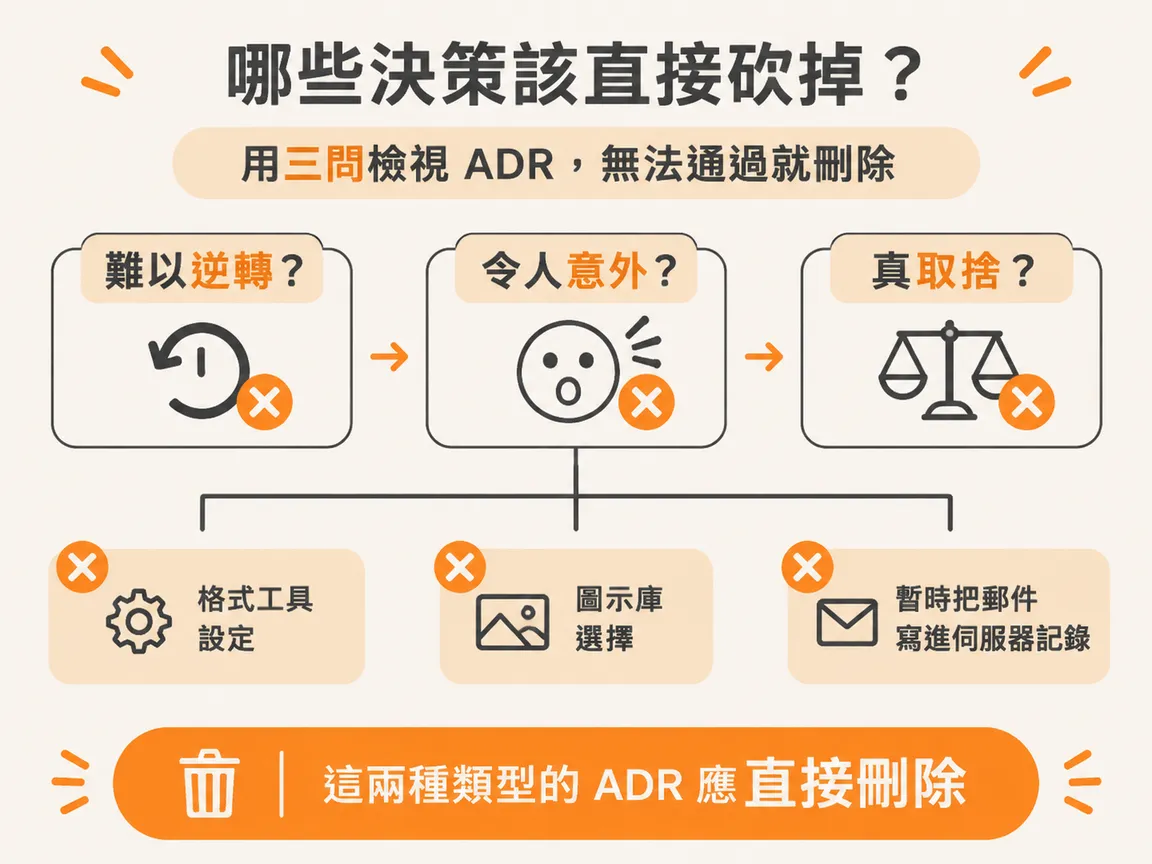 哪些決策該直接砍掉？
用三問檢視 ADR，無法通過就刪除
難以逆轉？
令人意外？
真取捨？
格式工具
設定
圖示庫
選擇
暫時把郵件
寫進伺服器記錄
這兩種類型的 ADR 應直接刪除